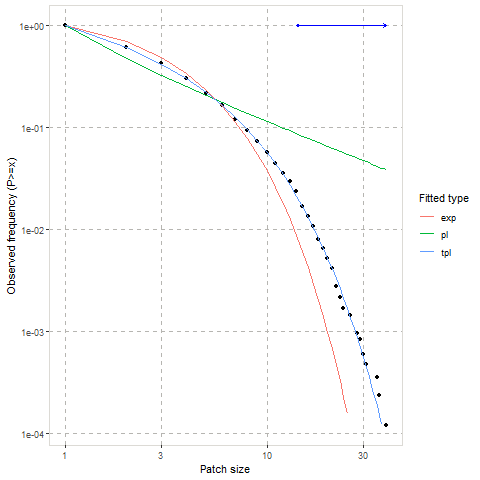 1e+00
1e-01
1e-02
1e-03
1e-04
Observed frequency (P>=x)
1
3
10
30
Patch size
Fitted type
exp
pl
tpl